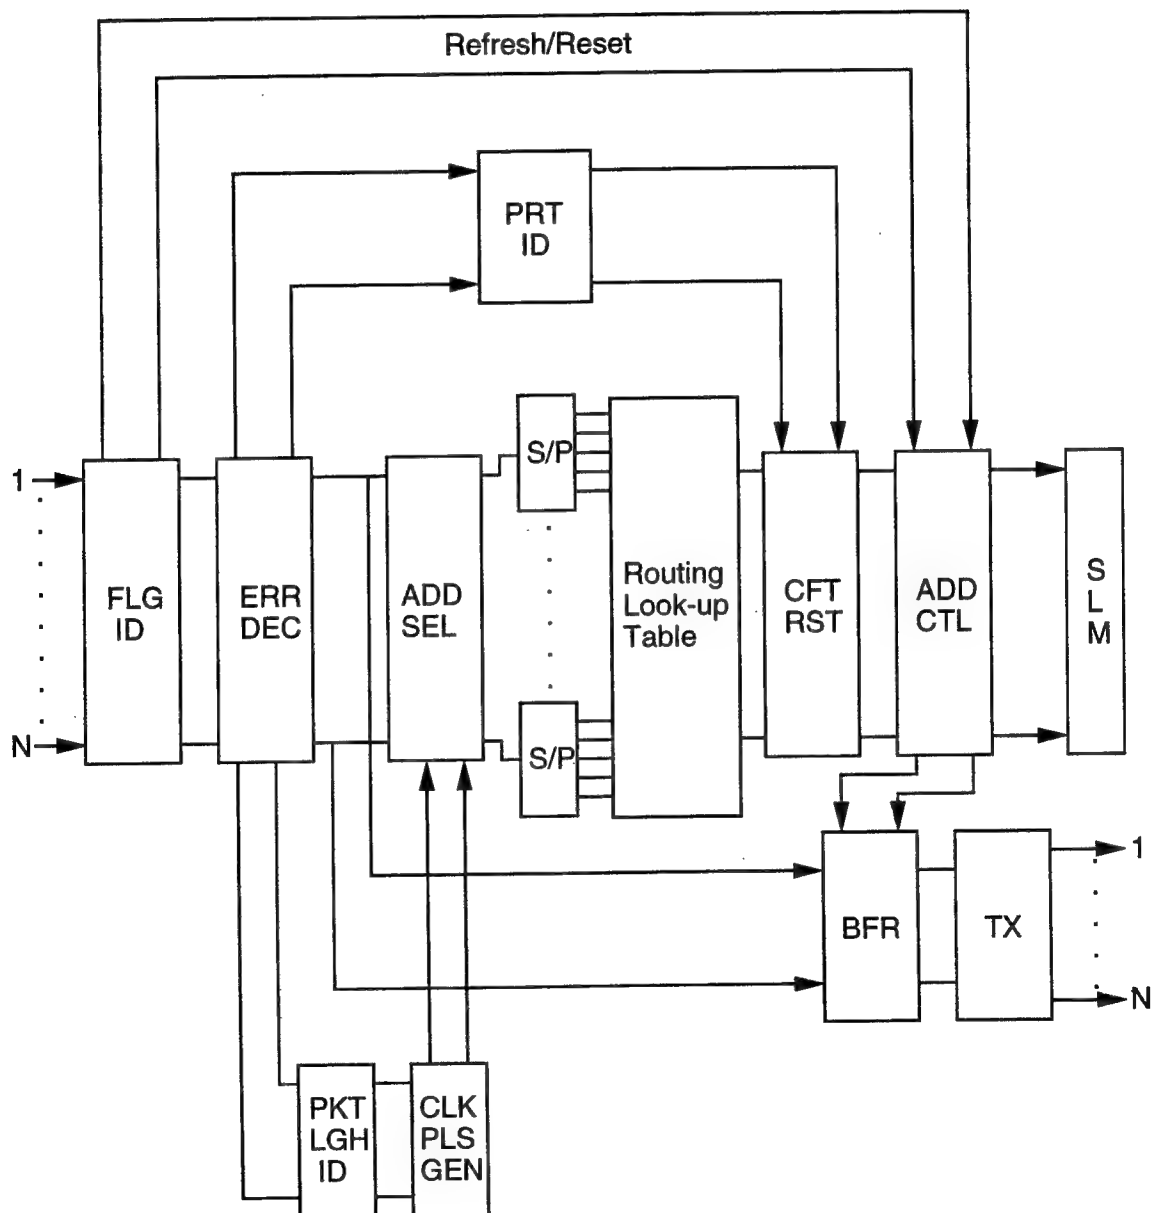 Refresh/Reset
PRT
ID
1
N
FLG
ID
ERR
DEC
ADD
SEL
S/P
S/P
Routing
Look-up
Table
CFT
RST
ADD
CTL
S
L
M
BFR
TX
1
N
PKT
LGH
ID
CLK
PLS
GEN